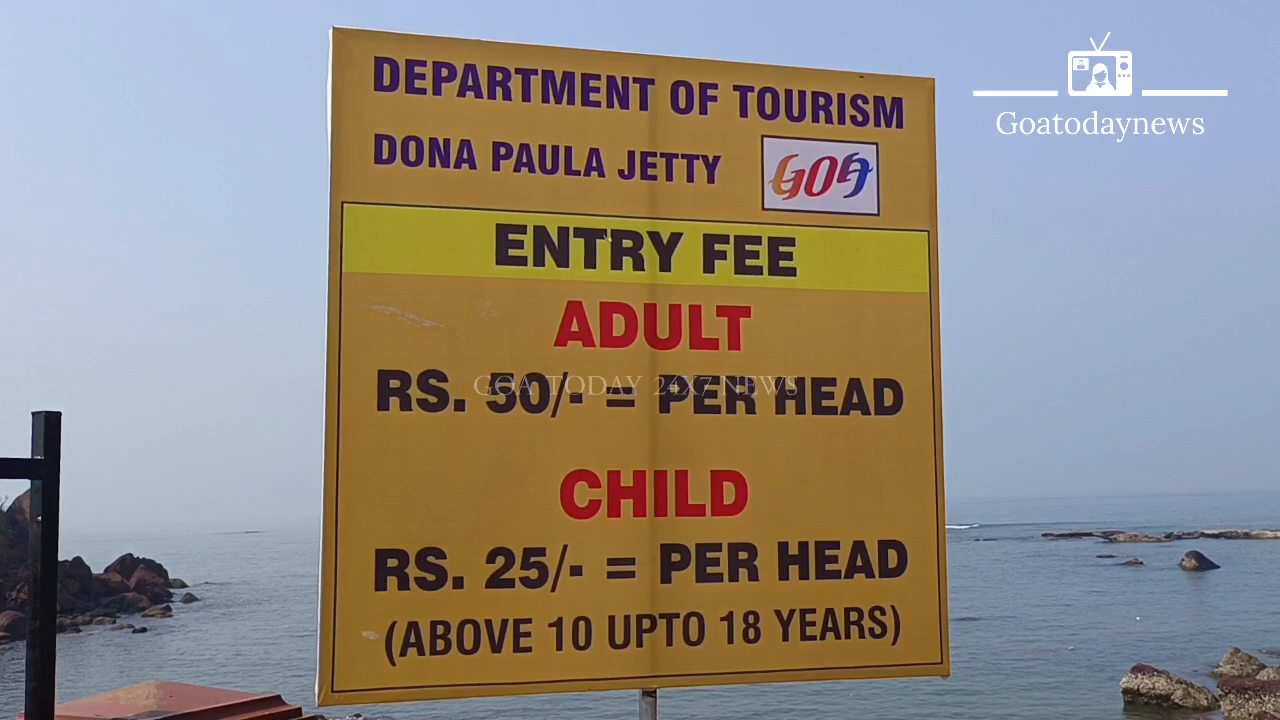 DEPARTMENT OF TOURISM
DONA PAULA JETTY
GOA
ENTRY FEE
ADULT
RS. 50/- = PER HEAD
CHILD
RS. 25/- = PER HEAD
(ABOVE 10 UPTO 18 YEARS)
Goatodaynews
GOA TODAY 24X7 NEWS